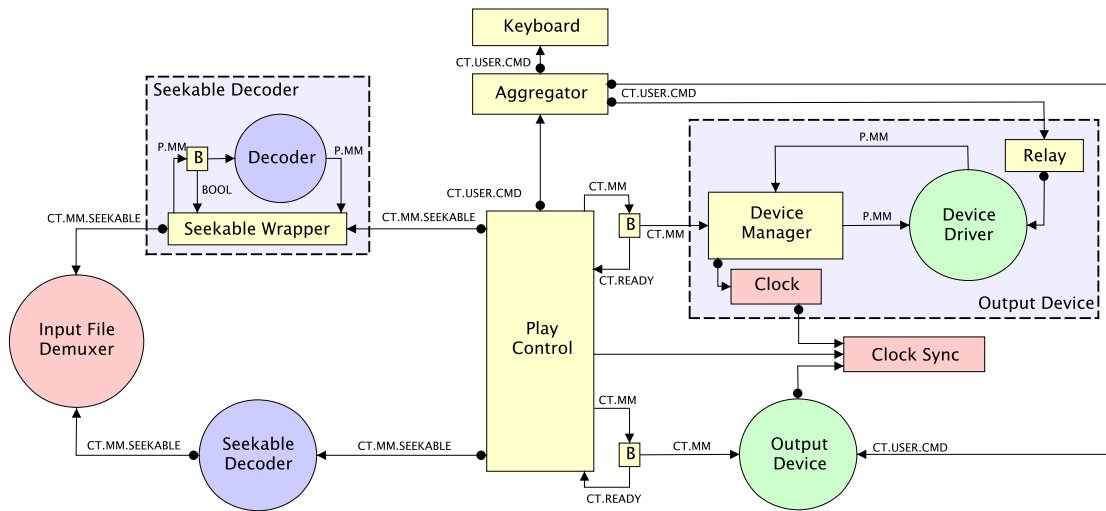 Keyboard
CT.USER.CMD
Aggregator
CT.USER.CMD
Seekable Decoder
P.MM
B
Decoder
P.MM
BOOL
Seekable Wrapper
CT.MM.SEEKABLE
CT.MM.SEEKABLE
CT.USER.CMD
CT.MM
B
CT.MM
CT.READY
P.MM
Relay
Device
Manager
P.MM
Device
Driver
Clock
Output Device
Input File
Demuxer
Play
Control
Clock Sync
CT.MM.SEEKABLE
Seekable
Decoder
CT.MM.SEEKABLE
CT.MM
B
CT.MM
CT.READY
Output
Device
CT.USER.CMD